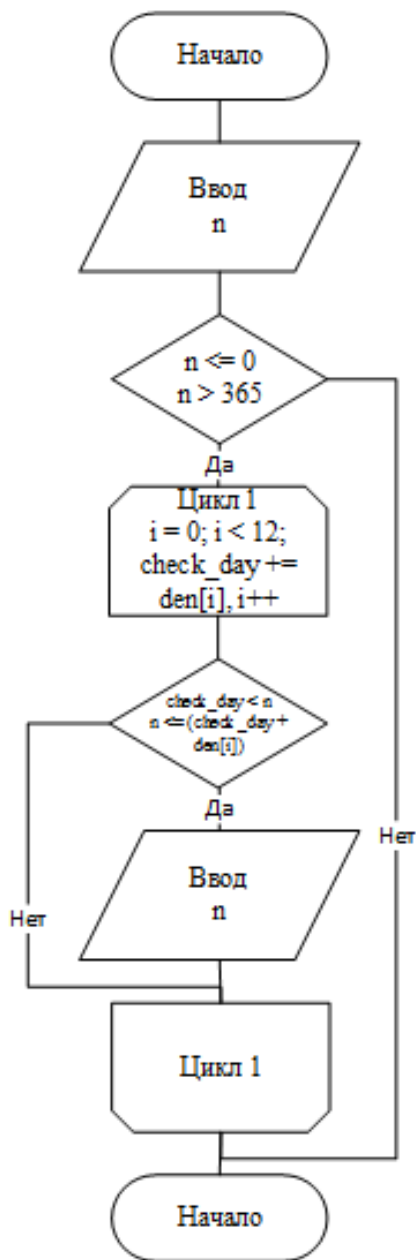 Начало
Ввод
n
n <= 0
n > 365
Да
Цикл 1
i = 0; i < 12;
check_day +=
den[i], i++
check_day < n
n <= (check_day +
den[i])
Да
Нет
Ввод
n
Нет
Цикл 1
Начало